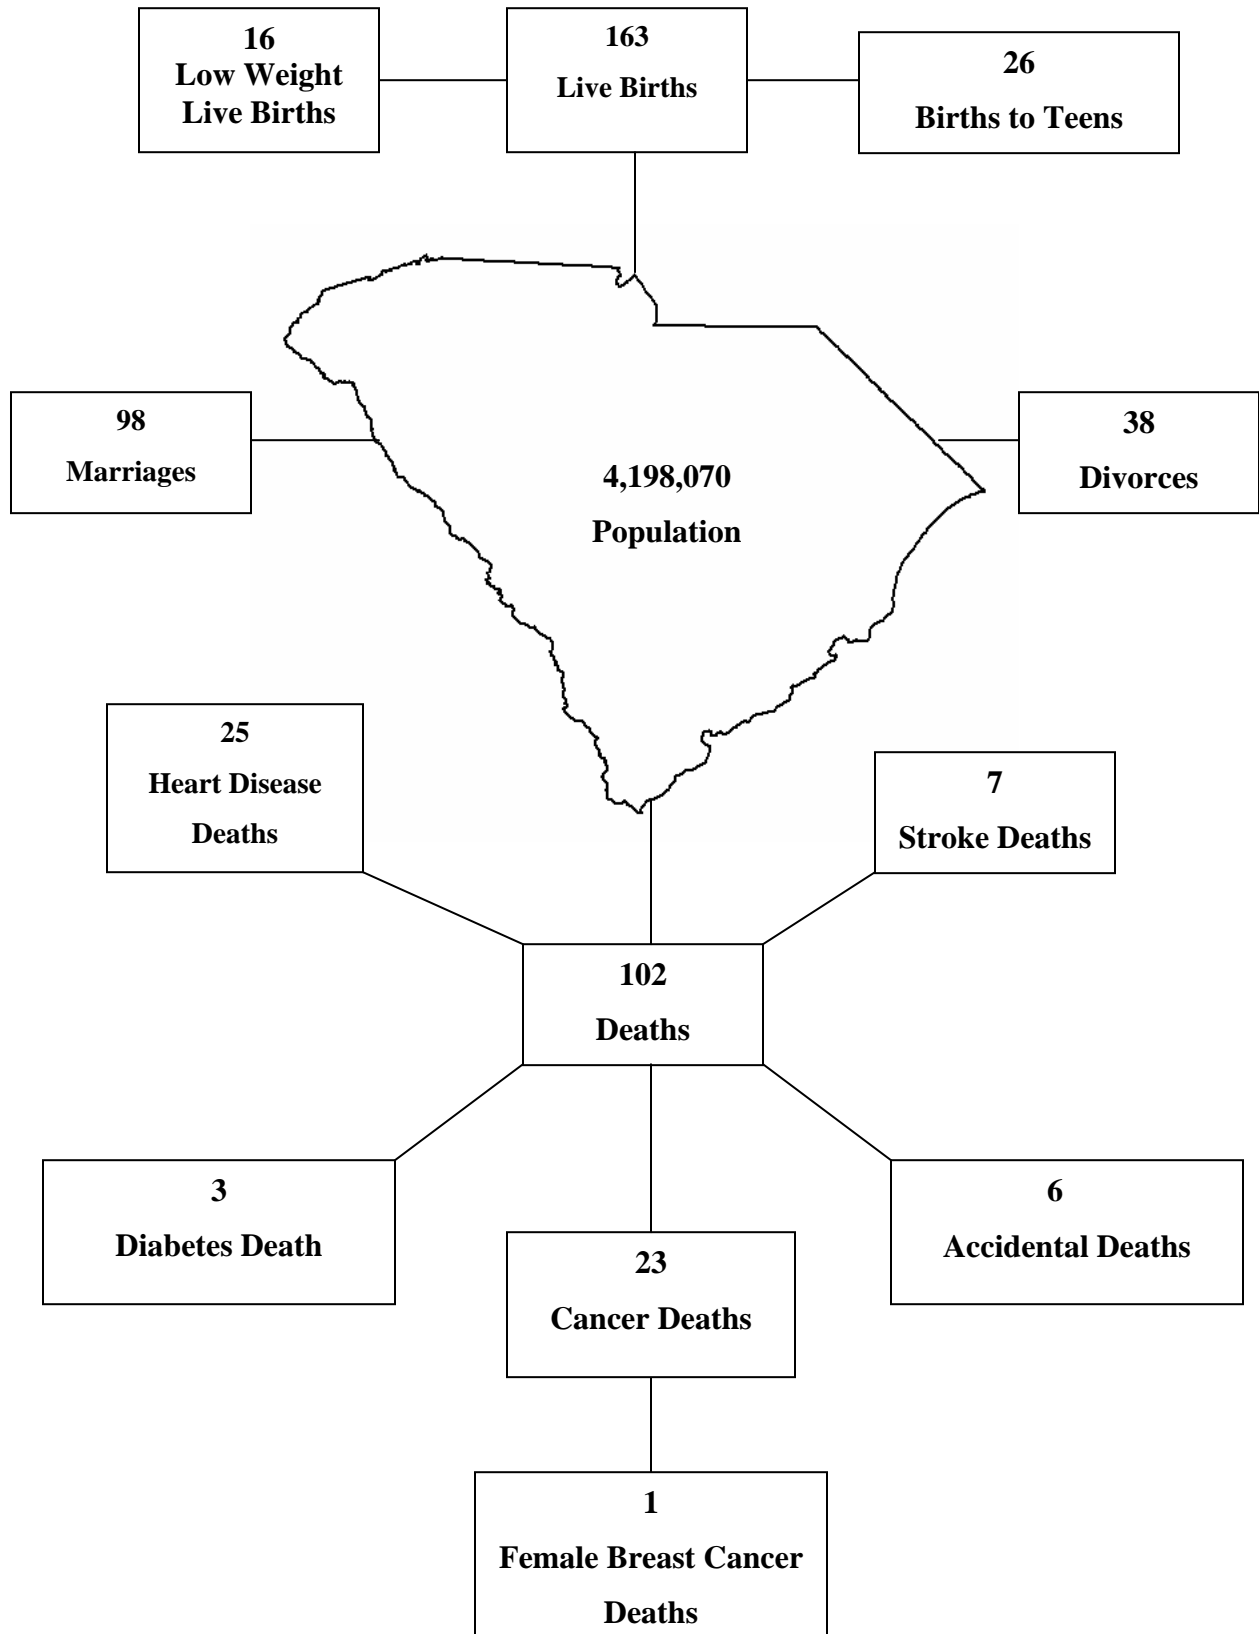 16
Low Weight
Live Births
163
Live Births
26
Births to Teens
98
Marriages
4,198,070
Population
38
Divorces
25
Heart Disease
Deaths
7
Stroke Deaths
102
Deaths
3
Diabetes Death
23
Cancer Deaths
6
Accidental Deaths
1
Female Breast Cancer
Deaths